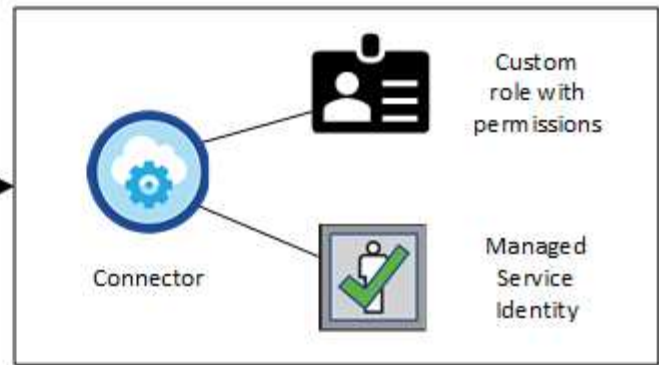 Custom
role with
permissions
Connector
Managed
Service
Identity